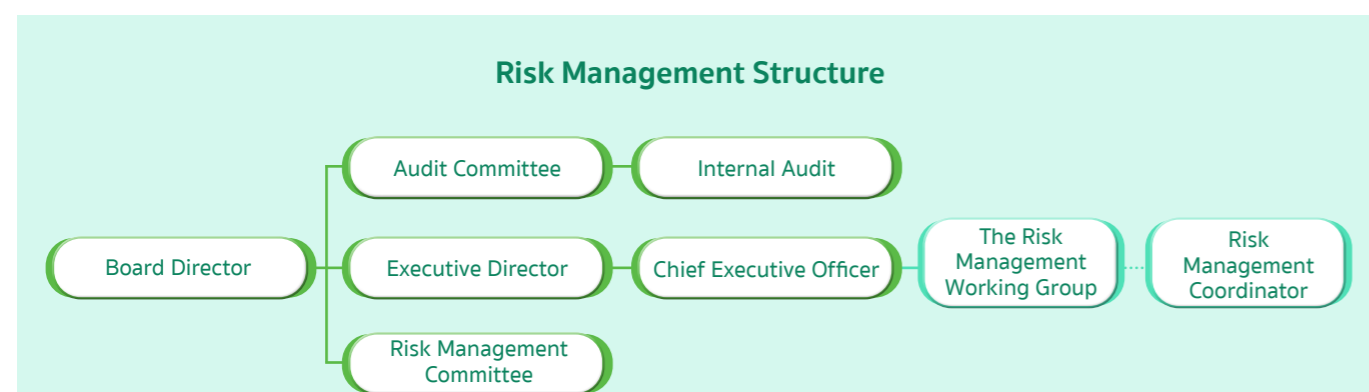 Risk Management Structure
Audit Committee
Internal Audit
Board Director
Executive Director
Chief Executive Officer
The Risk
Management
Working Group
Risk
Management
Coordinator
Risk Management
Committee